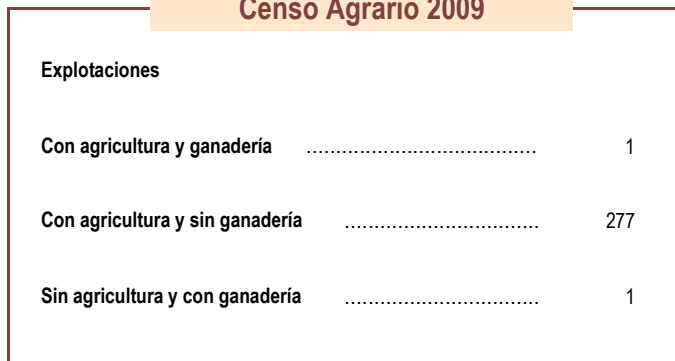 Censo Agrario 2009
Explotaciones
Con agricultura y ganadería ....................................... 1
Con agricultura y sin ganadería ................................. 277
Sin agricultura y con ganadería ................................. 1